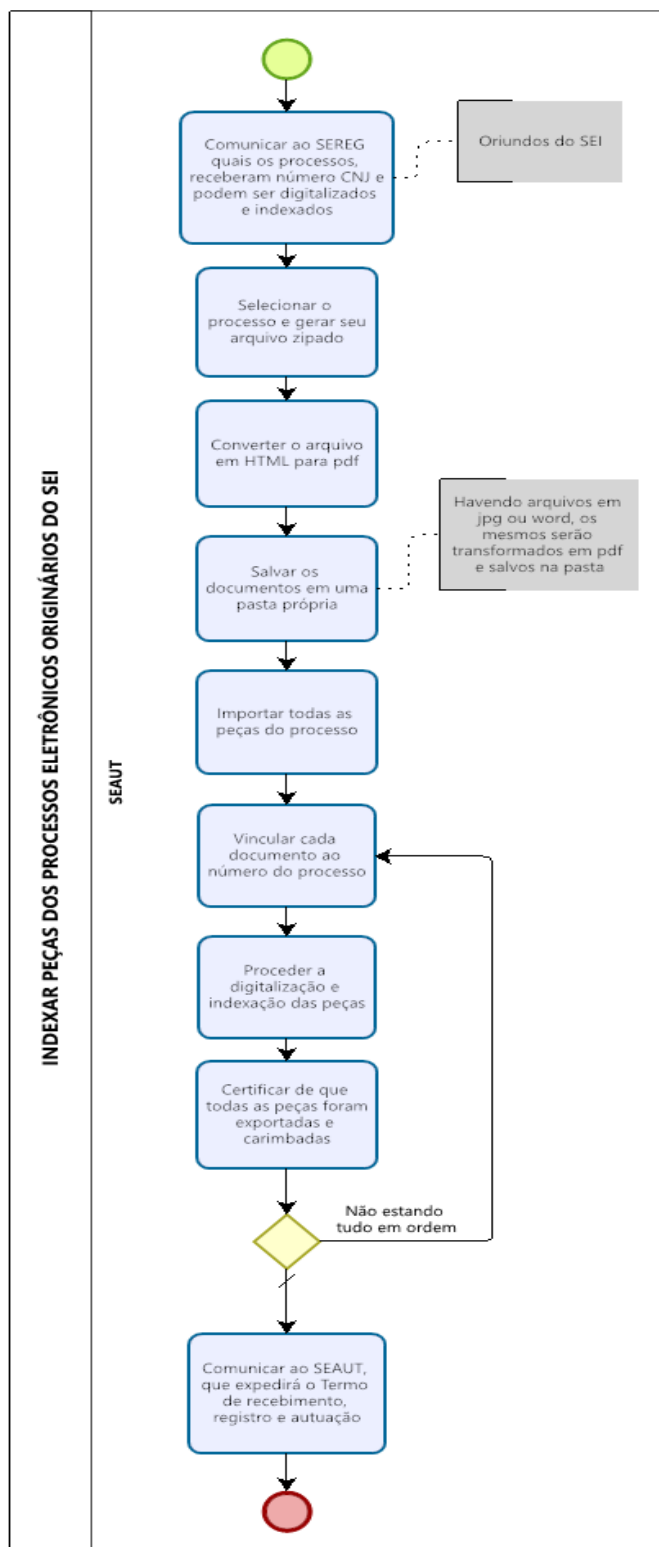 INDEXAR PEÇAS DOS PROCESSOS ELETRÔNICOS ORIGINÁRIOS DO SEI
SEAUT
Comunicar ao SEREG
quais os processos,
receberam número CNJ e
podem ser digitalizados
e indexados
Oriundos do SEI
Selecionar o
processo e gerar seu
arquivo zipado
Converter o arquivo
em HTML para pdf
Havendo arquivos em
jpg ou word, os
mesmos serão
transformados em pdf
e salvos na pasta
Salvar os
documentos em uma
pasta própria
Importar todas as
peças do processo
Vincular cada
documento ao
número do processo
Proceder a
digitalização e
indexação das peças
Certificar de que
todas as peças foram
exportadas e
carimbadas
Não estando
tudo em ordem
Comunicar ao SEAUT,
que expedirá o Termo
de recebimento,
registro e autuação